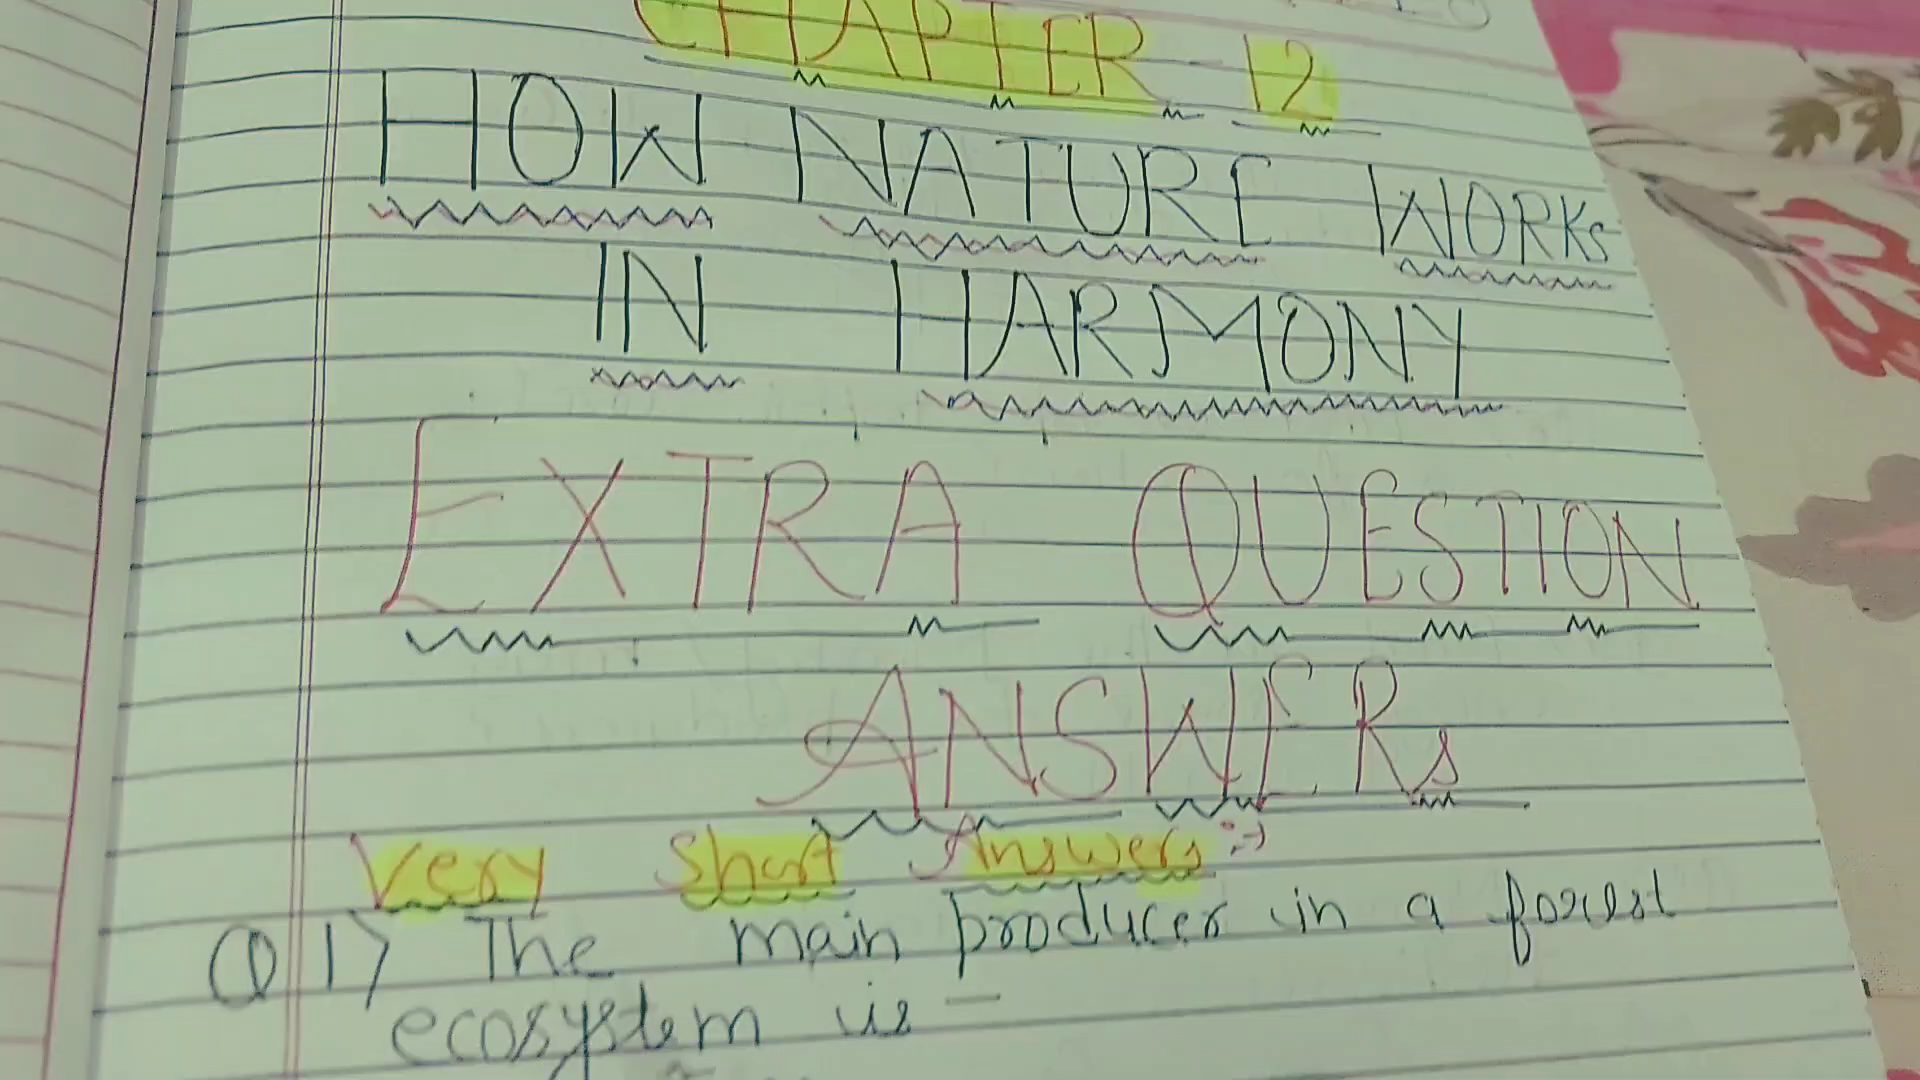 CHAPTER - 12
HOW NATURE WORKS
IN HARMONY
EXTRA QUESTION
ANSWERs
Very Short Answers :-)
Q1) The main producer in a forest
ecosystem is —